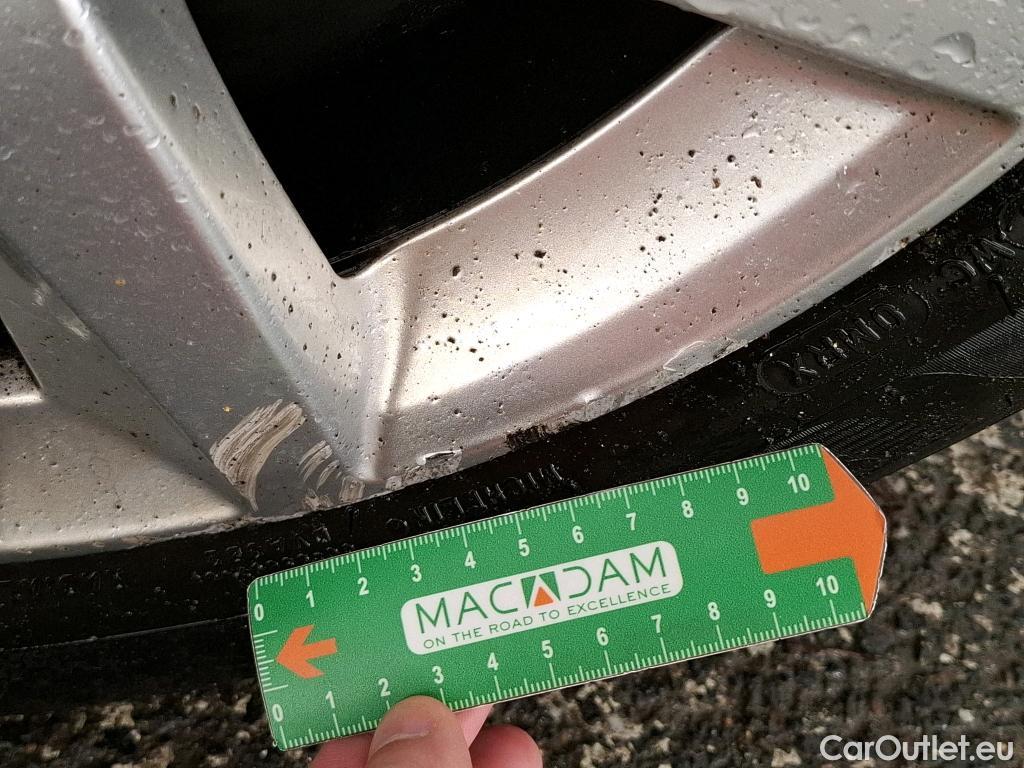 MICHELIN
0 1 2 3 4 5 6 7 8 9 10
MACADAM
ON THE ROAD TO EXCELLENCE
0 1 2 3 4 5 6 7 8 9 10
CarOutlet.eu